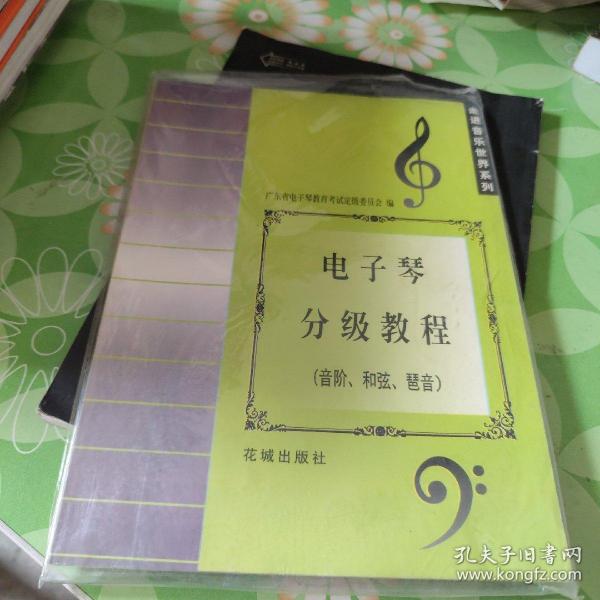 走进音乐世界系列
广东省电子琴教育考试定级委员会 编
电子琴
分级教程
(音阶、和弦、琶音)
花城出版社
孔夫子旧书网
www.kongfz.com